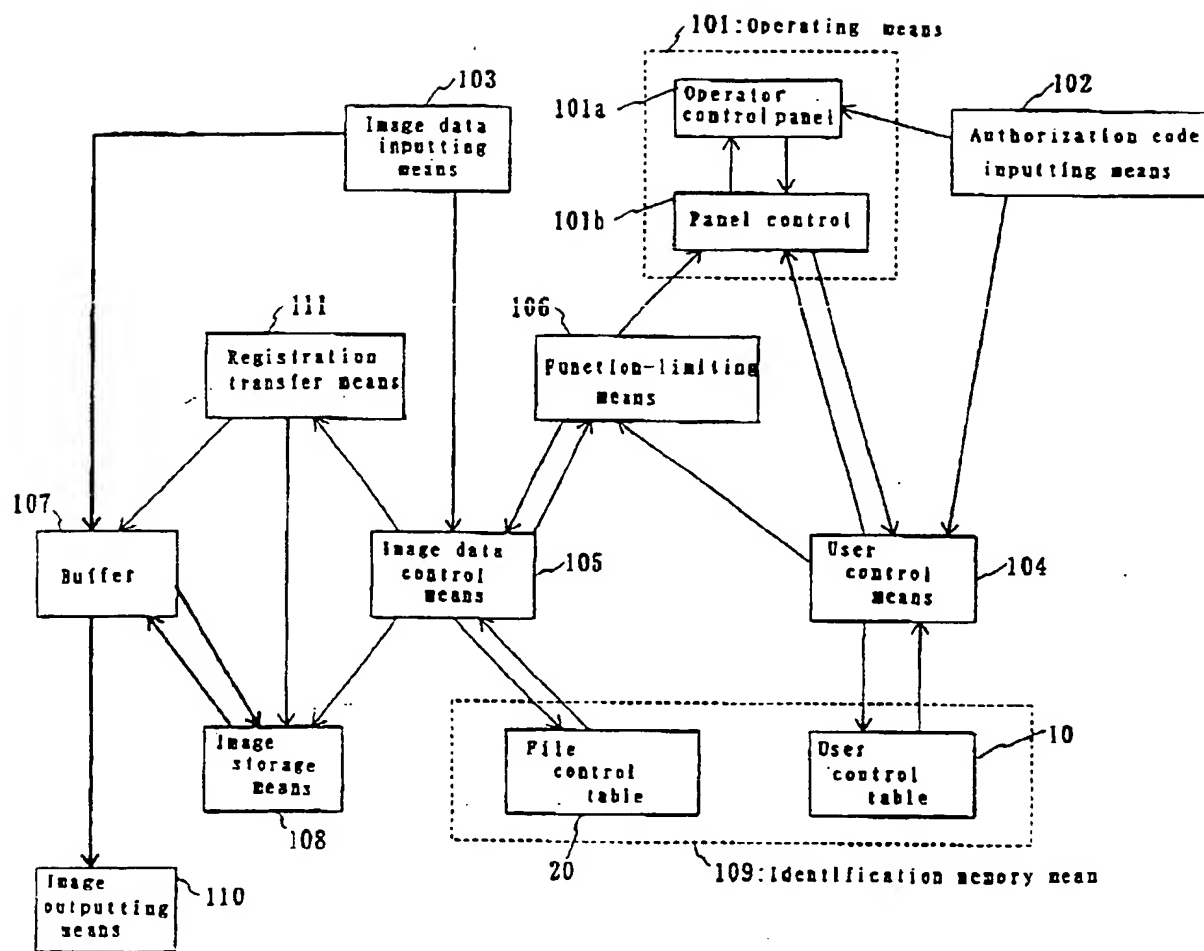 101:Operating means
103
Image data
inputting
means
101a
Operator
control panel
102
Authorization code
inputting means
101b
Panel control
111
Registration
transfer means
106
Function-limiting
means
107
Buffer
Image data
control
means
105
User
control
means
104
Image
storage
means
108
File
control
table
20
User
control
table
10
109:Identification memory mean
Image
outputting
means
110